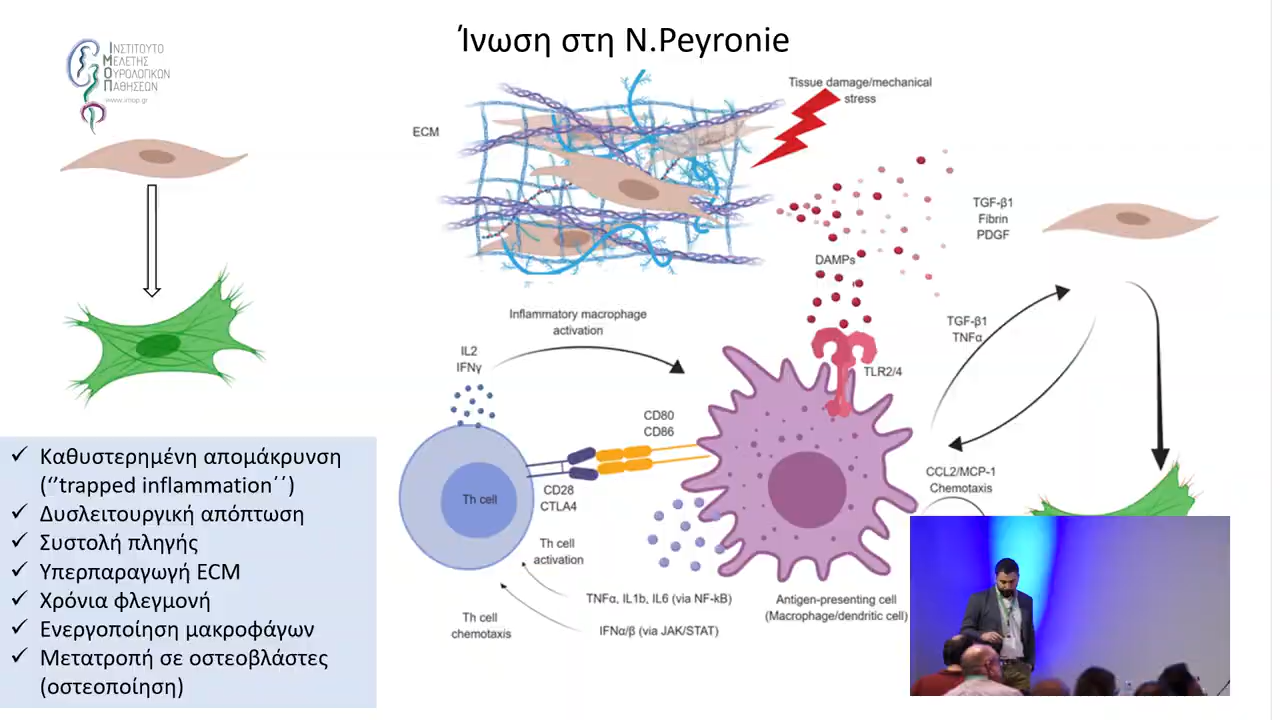 Ίνωση στη Ν.Peyronie
ΙΝΣΤΙΤΟΥΤΟ
ΜΕΛΕΤΗΣ
ΟΥΡΟΛΟΓΙΚΩΝ
ΠΑΘΗΣΕΩΝ
www.imop.gr
Tissue damage/mechanical
stress
ECM
TGF-β1
Fibrin
PDGF
DAMPs
Inflammatory macrophage
activation
TGF-β1
TNFα
IL2
IFNγ
TLR2/4
CD80
CD86
CCL2/MCP-1
Chemotaxis
Th cell
CD28
CTLA4
Th cell
activation
TNFα, IL1b, IL6 (via NF-kB)
Antigen-presenting cell
(Macrophage/dendritic cell)
Th cell
chemotaxis
IFNα/β (via JAK/STAT)
✓ Καθυστερημένη απομάκρυνση
(‘’trapped inflammation΄΄)
✓ Δυσλειτουργική απόπτωση
✓ Συστολή πληγής
✓ Υπερπαραγωγή ECM
✓ Χρόνια φλεγμονή
✓ Ενεργοποίηση μακροφάγων
✓ Μετατροπή σε οστεοβλάστες
(οστεοποίηση)